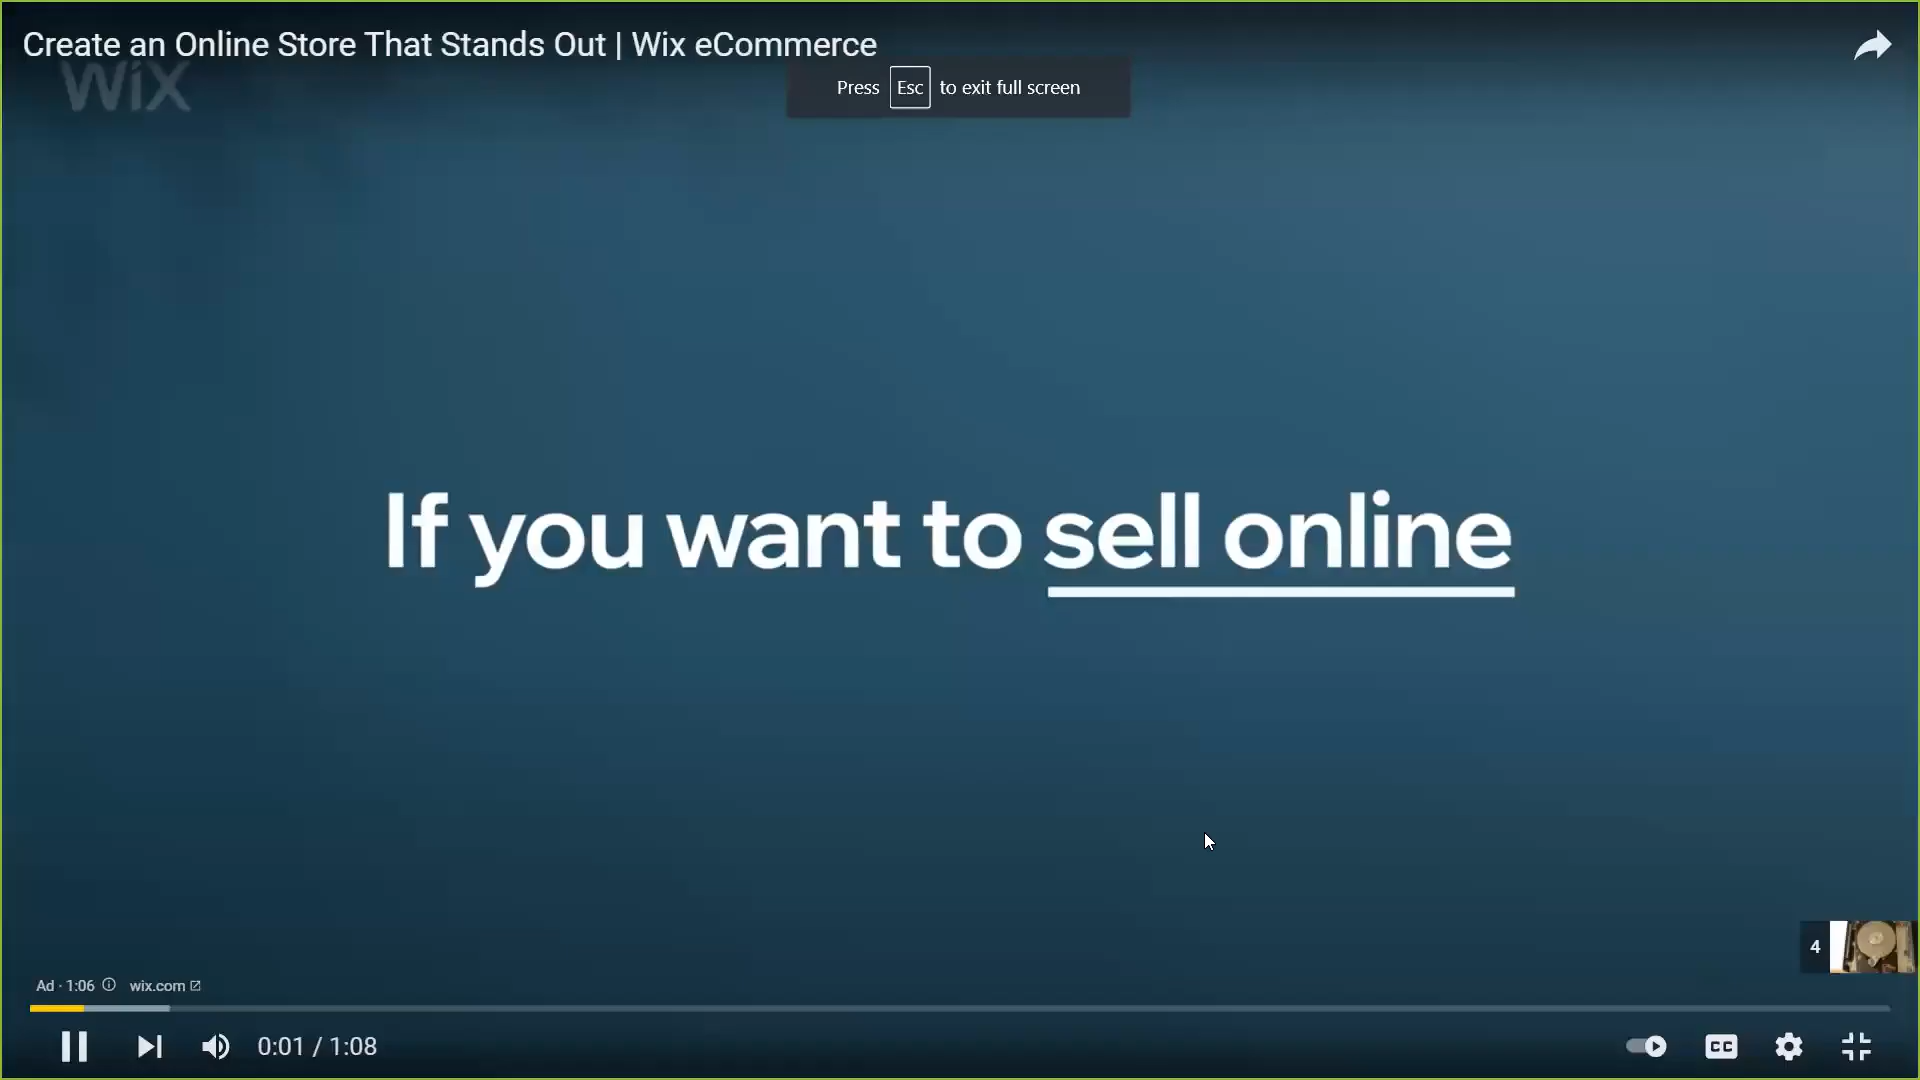 Create an Online Store That Stands Out | Wix eCommerce
WiX
Press Esc to exit full screen
If you want to sell online
4
Ad · 1:06 wix.com
0:01 / 1:08
CC